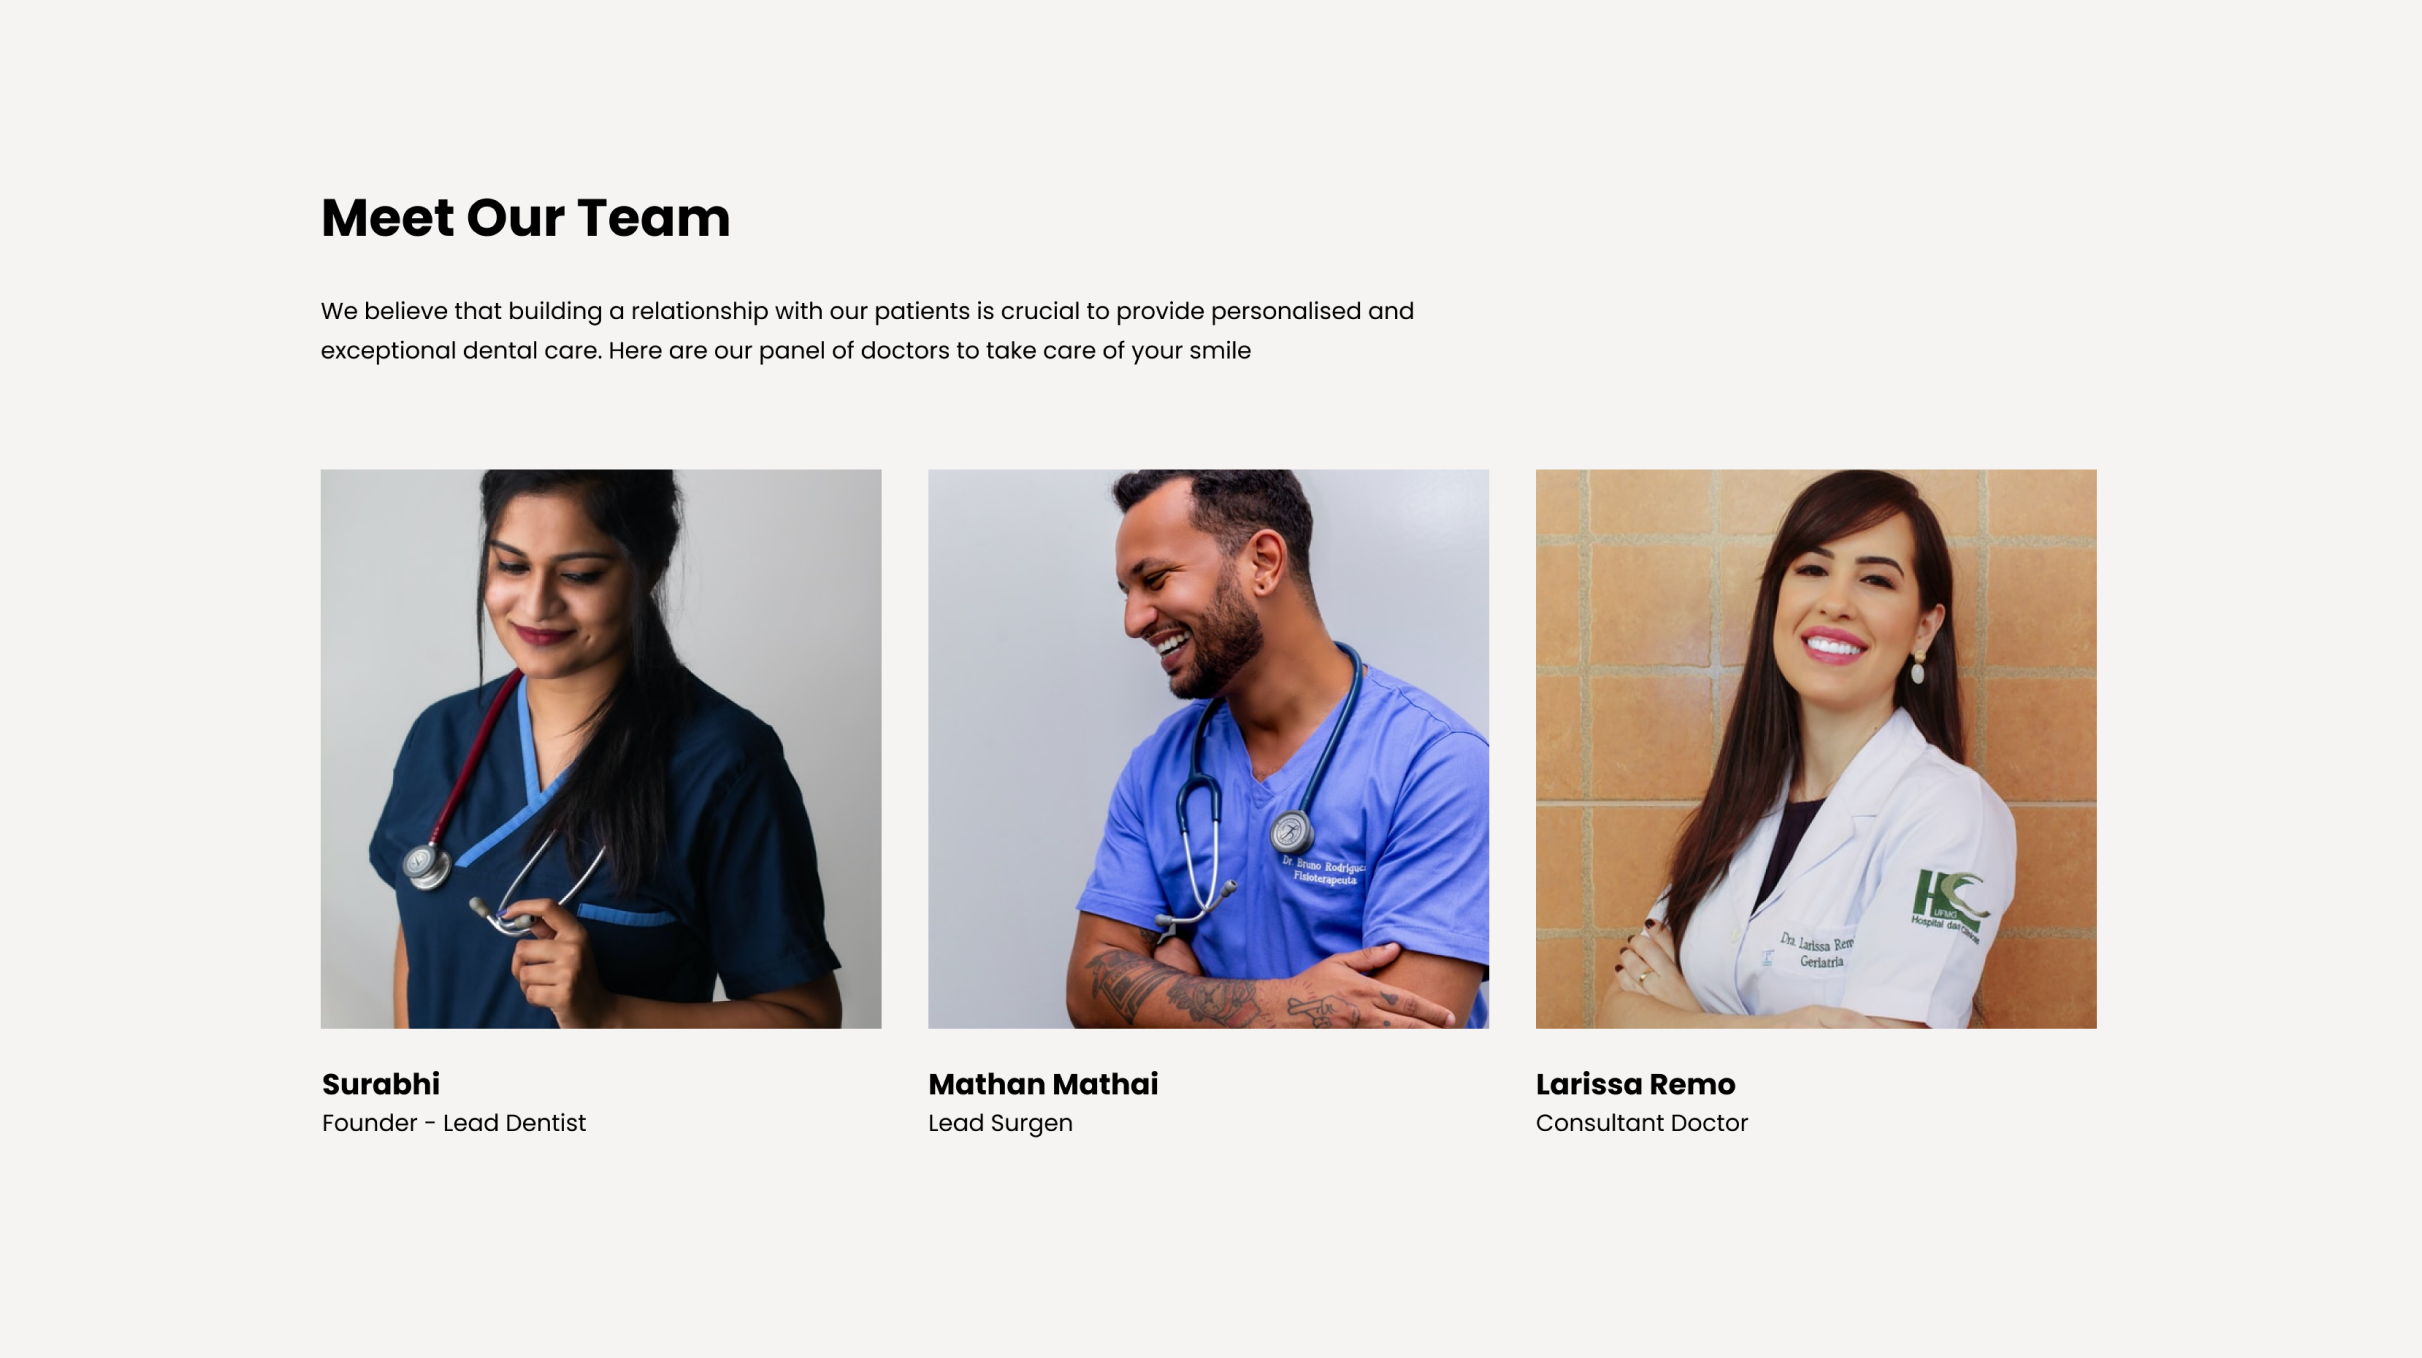 Meet Our Team
We believe that building a relationship with our patients is crucial to provide personalised and
exceptional dental care. Here are our panel of doctors to take care of your smile
Dr. Bruno
Fisioterapeuta
Dra. Larissa
Geriatria
HC
UFMG
Hospital das Clínicas
Surabhi
Founder - Lead Dentist
Mathan Mathai
Lead Surgen
Larissa Remo
Consultant Doctor